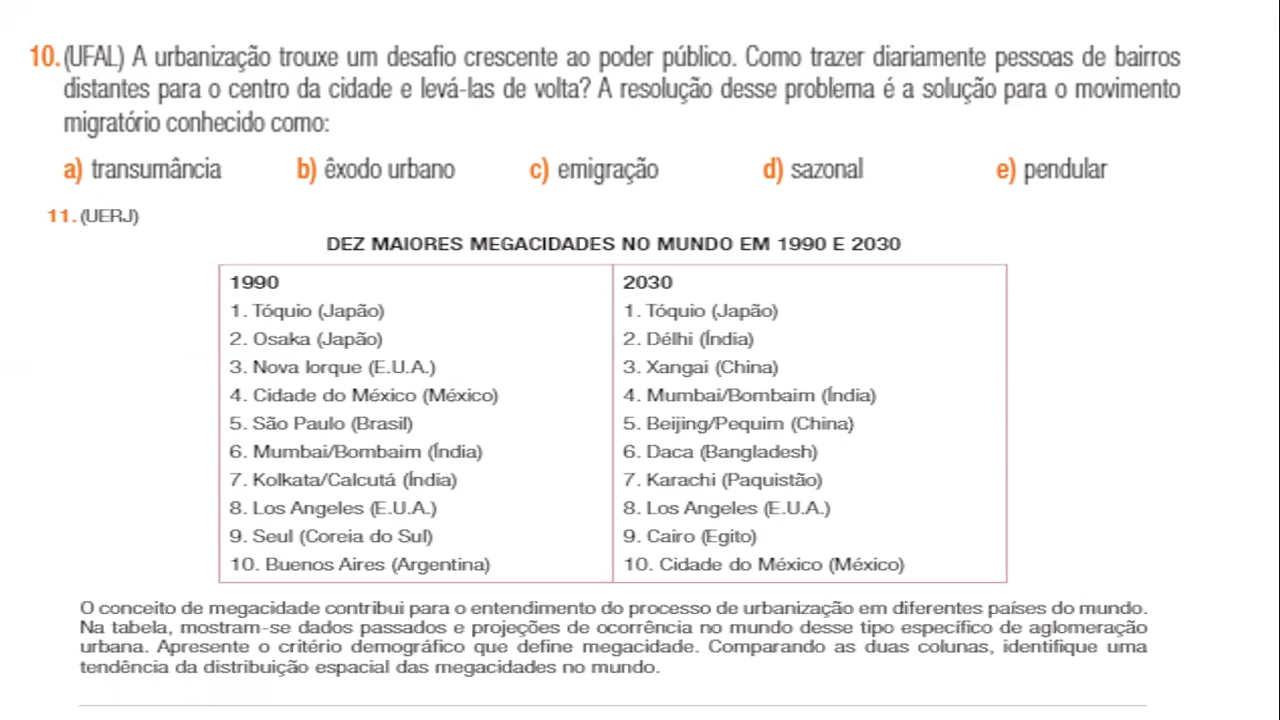 10. (UFAL) A urbanização trouxe um desafio crescente ao poder público. Como trazer diariamente pessoas de bairros
distantes para o centro da cidade e levá-las de volta? A resolução desse problema é a solução para o movimento
migratório conhecido como:
a) transumância b) êxodo urbano c) emigração d) sazonal e) pendular
11. (UERJ)
DEZ MAIORES MEGACIDADES NO MUNDO EM 1990 E 2030
1990 2030
1. Tóquio (Japão) 1. Tóquio (Japão)
2. Osaka (Japão) 2. Délhi (Índia)
3. Nova Iorque (E.U.A.) 3. Xangai (China)
4. Cidade do México (México) 4. Mumbai/Bombaim (Índia)
5. São Paulo (Brasil) 5. Beijing/Pequim (China)
6. Mumbai/Bombaim (Índia) 6. Daca (Bangladesh)
7. Kolkata/Calcutá (Índia) 7. Karachi (Paquistão)
8. Los Angeles (E.U.A.) 8. Los Angeles (E.U.A.)
9. Seul (Coreia do Sul) 9. Cairo (Egito)
10. Buenos Aires (Argentina) 10. Cidade do México (México)
O conceito de megacidade contribui para o entendimento do processo de urbanização em diferentes países do mundo.
Na tabela, mostram-se dados passados e projeções de ocorrência no mundo desse tipo específico de aglomeração
urbana. Apresente o critério demográfico que define megacidade. Comparando as duas colunas, identifique uma
tendência da distribuição espacial das megacidades no mundo.